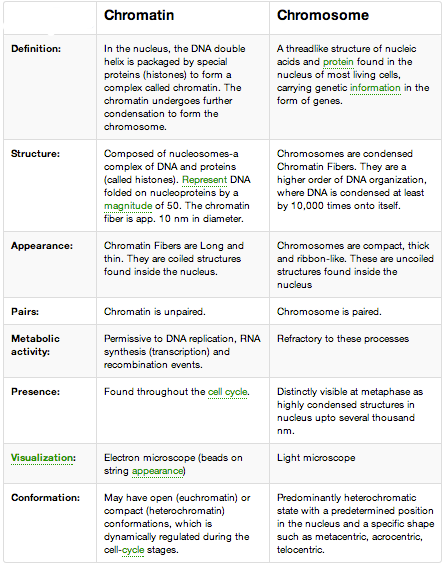 Chromatin Chromosome
Definition: In the nucleus, the DNA double A threadlike structure of nucleic
helix is packaged by special acids and protein found in the
proteins (histones) to form a nucleus of most living cells,
complex called chromatin. The carrying genetic information in the
chromatin undergoes further form of genes.
condensation to form the
chromosome.
Structure: Composed of nucleosomes-a Chromosomes are condensed
complex of DNA and proteins Chromatin Fibers. They are a
(called histones). Represent DNA higher order of DNA organization,
folded on nucleoproteins by a where DNA is condensed at least
magnitude of 50. The chromatin by 10,000 times onto itself.
fiber is app. 10 nm in diameter.
Appearance: Chromatin Fibers are Long and Chromosomes are compact, thick
thin. They are coiled structures and ribbon-like. These are uncoiled
found inside the nucleus. structures found inside the
nucleus
Pairs: Chromatin is unpaired. Chromosome is paired.
Metabolic Permissive to DNA replication, RNA Refractory to these processes
activity: synthesis (transcription) and
recombination events.
Presence: Found throughout the cell cycle. Distinctly visible at metaphase as
highly condensed structures in
nucleus upto several thousand
nm.
Visualization: Electron microscope (beads on Light microscope
string appearance)
Conformation: May have open (euchromatin) or Predominantly heterochromatic
compact (heterochromatin) state with a predetermined position
conformations, which is in the nucleus and a specific shape
dynamically regulated during the such as metacentric, acrocentric,
cell-cycle stages. telocentric.